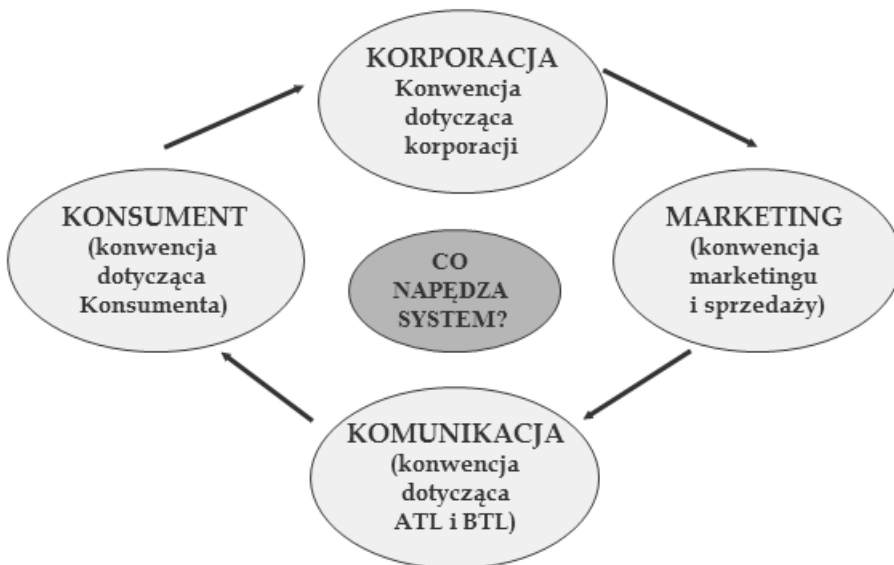 KORPORACJA
Konwencja
dotycząca
korporacji
KONSUMENT
(konwencja
dotycząca
Konsumenta)
MARKETING
(konwencja
marketingu
i sprzedaży)
CO
NAPĘDZA
SYSTEM?
KOMUNIKACJA
(konwencja
dotycząca
ATL i BTL)